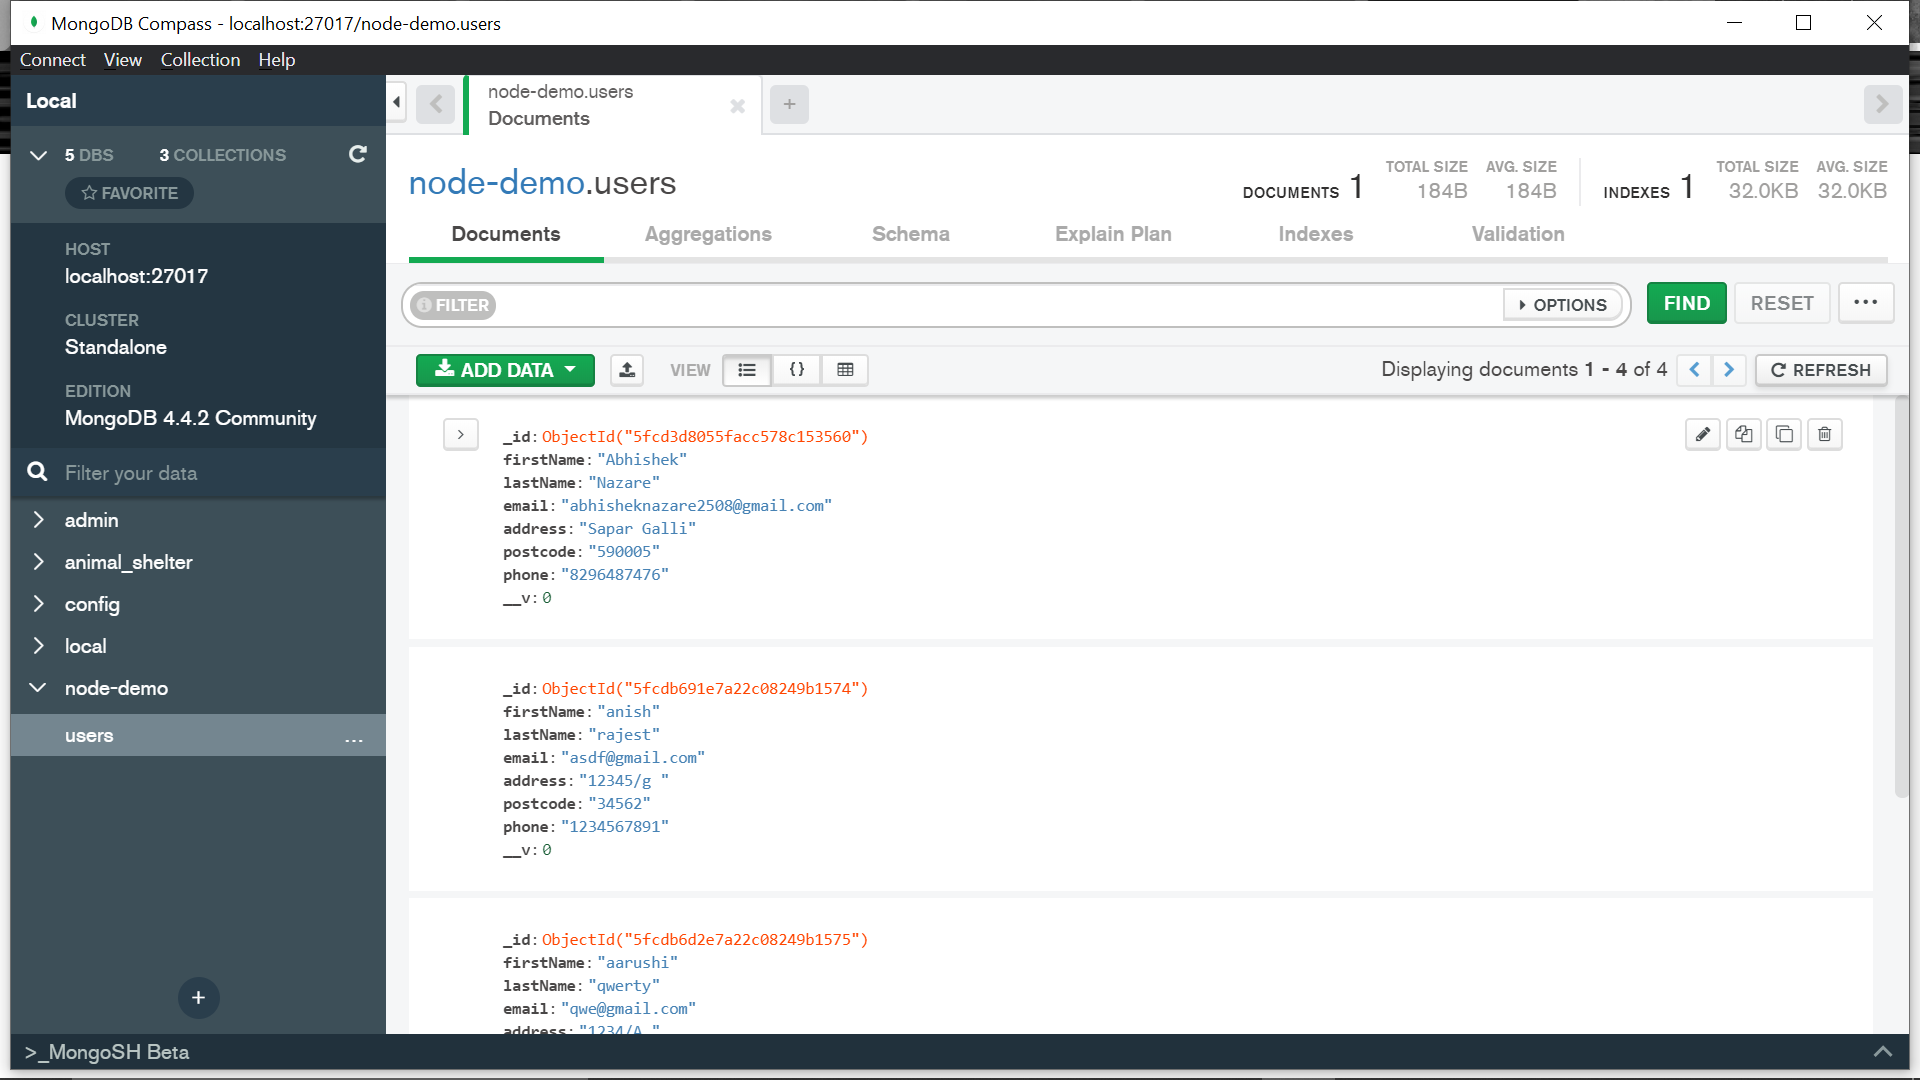 MongoDB Compass - localhost:27017/node-demo.users
Connect View Collection Help
Local
5 DBS 3 COLLECTIONS
FAVORITE
HOST
localhost:27017
CLUSTER
Standalone
EDITION
MongoDB 4.4.2 Community
Filter your data
admin
animal_shelter
config
local
node-demo
users ...
node-demo.users
Documents
node-demo.users
DOCUMENTS 1
TOTAL SIZE AVG. SIZE
184B 184B
INDEXES 1
TOTAL SIZE AVG. SIZE
32.0KB 32.0KB
Documents Aggregations Schema Explain Plan Indexes Validation
FILTER
OPTIONS
FIND RESET ...
ADD DATA VIEW {}
Displaying documents 1 - 4 of 4
REFRESH
_id: ObjectId("5fcd3d8055facc578c153560")
firstName: "Abhishek"
lastName: "Nazare"
email: "abhisheknazare2508@gmail.com"
address: "Sapar Galli"
postcode: "590005"
phone: "8296487476"
__v: 0
_id: ObjectId("5fcdb691e7a22c08249b1574")
firstName: "anish"
lastName: "rajest"
email: "asdf@gmail.com"
address: "12345/g "
postcode: "34562"
phone: "1234567891"
__v: 0
_id: ObjectId("5fcdb6d2e7a22c08249b1575")
firstName: "aarushi"
lastName: "qwerty"
email: "qwe@gmail.com"
address: "1234/A "
>_MongoSH Beta